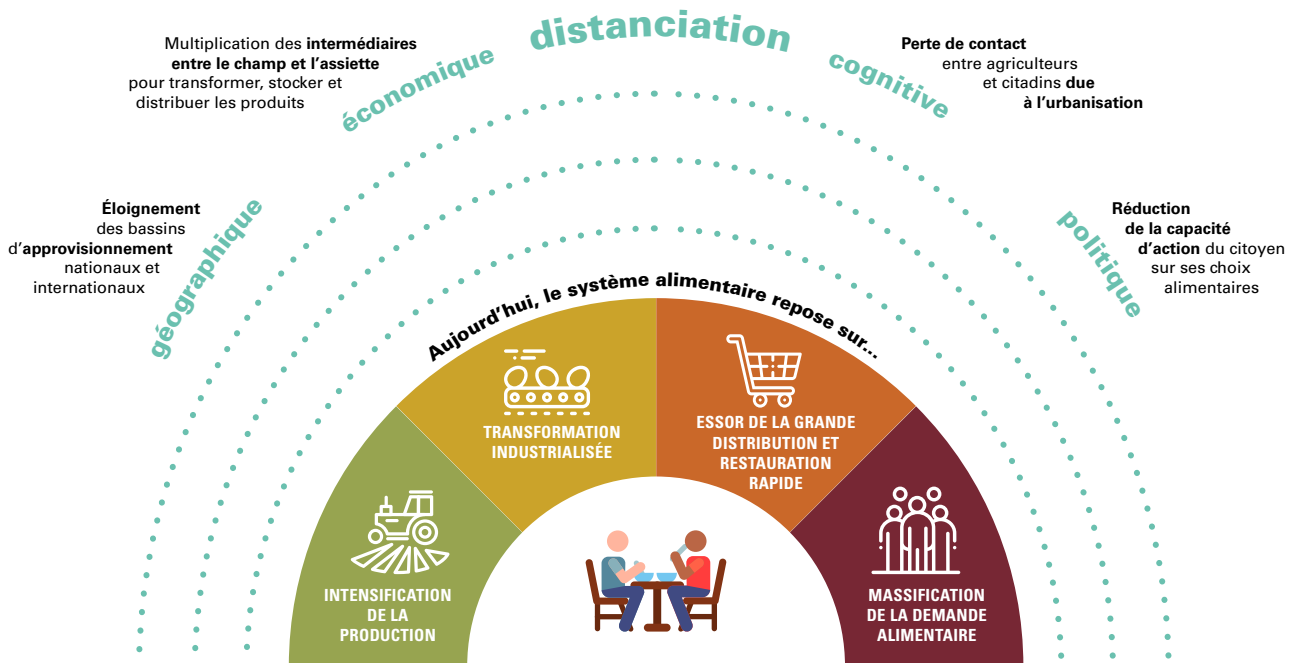 distanciation
économique
cognitive
géographique
politique
Multiplication des intermédiaires
entre le champ et l'assiette
pour transformer, stocker et
distribuer les produits
Perte de contact
entre agriculteurs
et citadins due
à l'urbanisation
Éloignement
des bassins
d'approvisionnement
nationaux et
internationaux
Réduction
de la capacité
d'action du citoyen
sur ses choix
alimentaires
Aujourd'hui, le système alimentaire repose sur...
INTENSIFICATION
DE LA
PRODUCTION
TRANSFORMATION
INDUSTRIALISÉE
ESSOR DE LA GRANDE
DISTRIBUTION ET
RESTAURATION
RAPIDE
MASSIFICATION
DE LA DEMANDE
ALIMENTAIRE